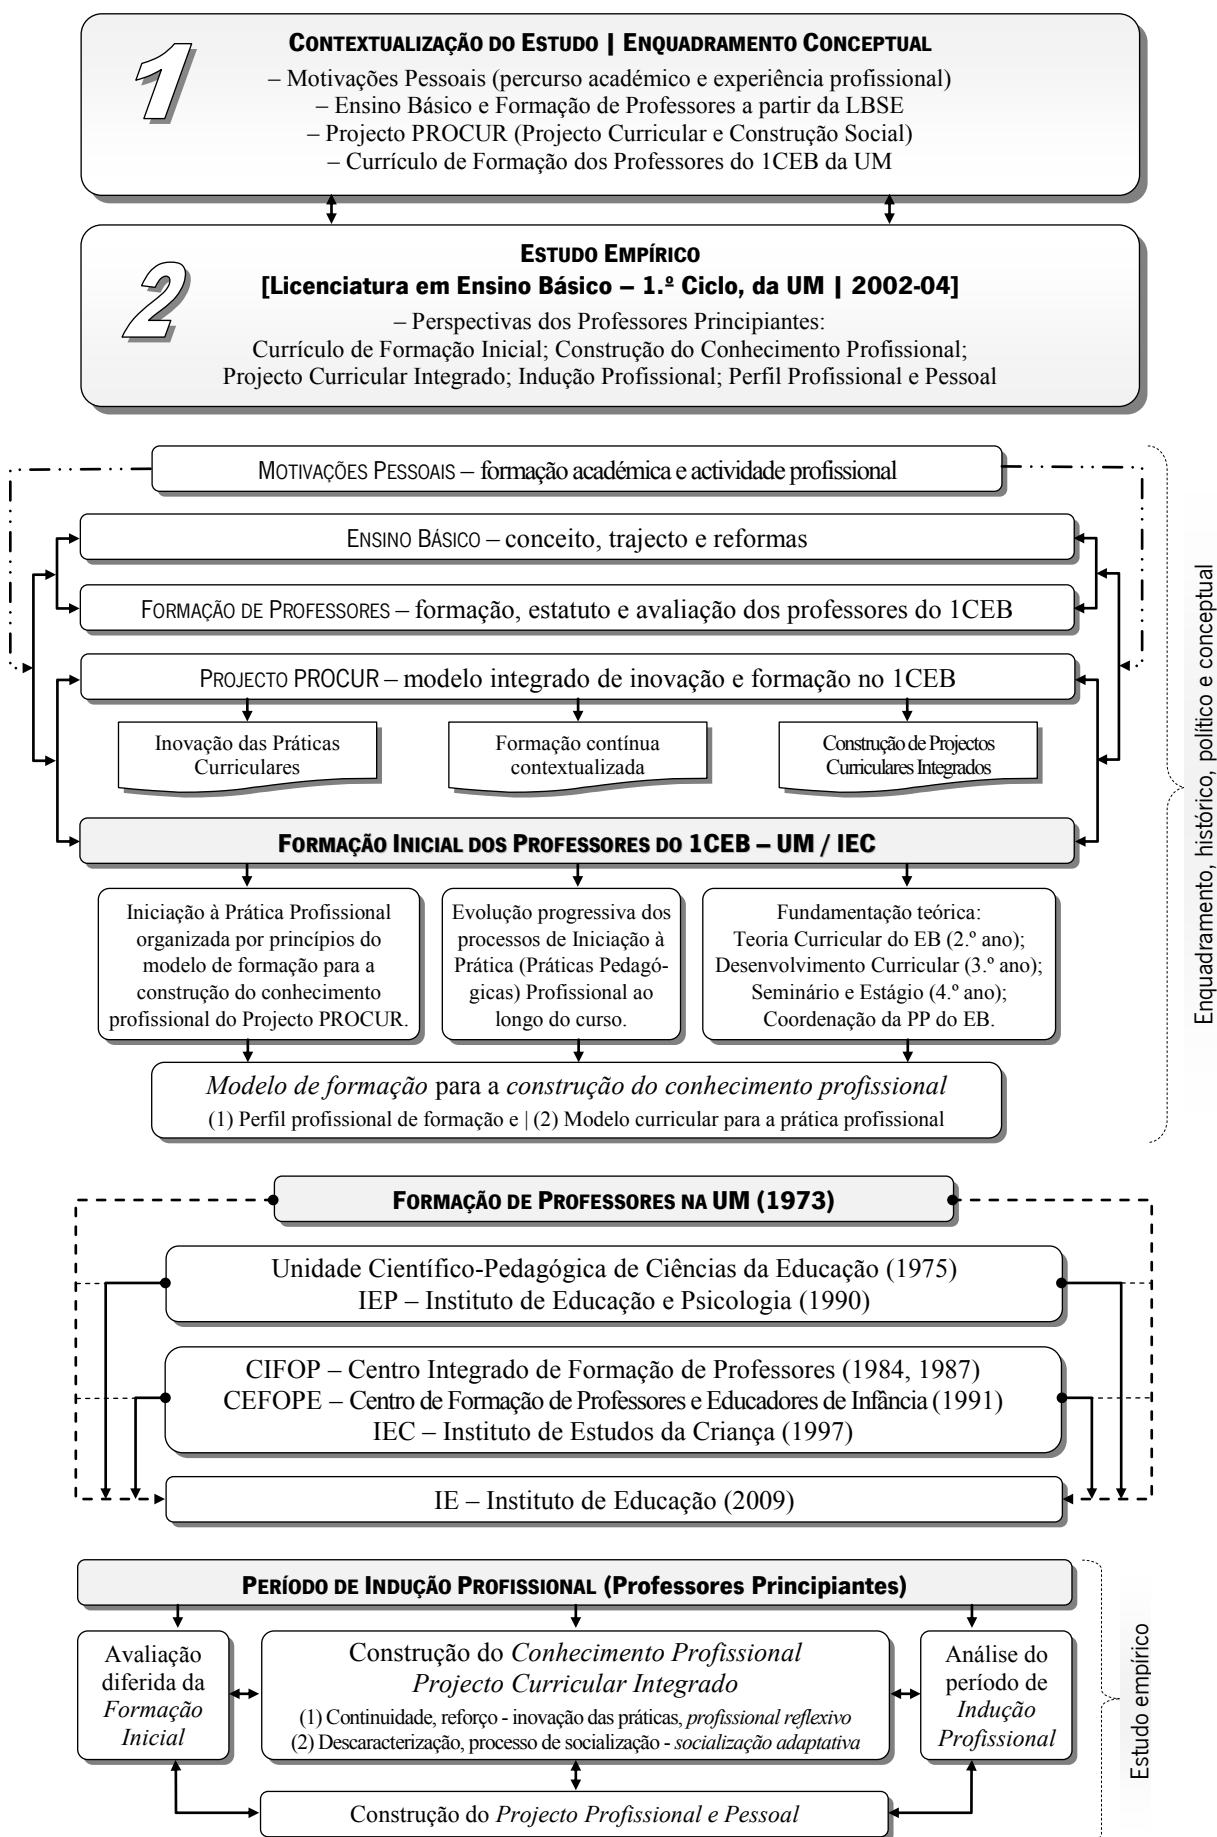 1
CONTEXTUALIZAÇÃO DO ESTUDO | ENQUADRAMENTO CONCEPTUAL
– Motivações Pessoais (percurso académico e experiência profissional)
– Ensino Básico e Formação de Professores a partir da LBSE
– Projecto PROCUR (Projecto Curricular e Construção Social)
– Currículo de Formação dos Professores do 1CEB da UM
2
ESTUDO EMPÍRICO
[Licenciatura em Ensino Básico – 1.º Ciclo, da UM | 2002-04]
– Perspectivas dos Professores Principiantes:
Currículo de Formação Inicial; Construção do Conhecimento Profissional;
Projecto Curricular Integrado; Indução Profissional; Perfil Profissional e Pessoal
MOTIVAÇÕES PESSOAIS – formação académica e actividade profissional
ENSINO BÁSICO – conceito, trajecto e reformas
FORMAÇÃO DE PROFESSORES – formação, estatuto e avaliação dos professores do 1CEB
PROJECTO PROCUR – modelo integrado de inovação e formação no 1CEB
Inovação das Práticas
Curriculares
Formação contínua
contextualizada
Construção de Projectos
Curriculares Integrados
FORMAÇÃO INICIAL DOS PROFESSORES DO 1CEB – UM / IEC
Iniciação à Prática Profissional
organizada por princípios do
modelo de formação para a
construção do conhecimento
profissional do Projecto PROCUR.
Evolução progressiva dos
processos de Iniciação à
Prática (Práticas Pedagó-
gicas) Profissional ao
longo do curso.
Fundamentação teórica:
Teoria Curricular do EB (2.º ano);
Desenvolvimento Curricular (3.º ano);
Seminário e Estágio (4.º ano);
Coordenação da PP do EB.
Modelo de formação para a construção do conhecimento profissional
(1) Perfil profissional de formação e | (2) Modelo curricular para a prática profissional
Enquadramento, histórico, político e conceptual
FORMAÇÃO DE PROFESSORES NA UM (1973)
Unidade Científico-Pedagógica de Ciências da Educação (1975)
IEP – Instituto de Educação e Psicologia (1990)
CIFOP – Centro Integrado de Formação de Professores (1984, 1987)
CEFOPE – Centro de Formação de Professores e Educadores de Infância (1991)
IEC – Instituto de Estudos da Criança (1997)
IE – Instituto de Educação (2009)
PERÍODO DE INDUÇÃO PROFISSIONAL (Professores Principiantes)
Avaliação
diferida da
Formação
Inicial
Construção do Conhecimento Profissional
Projecto Curricular Integrado
(1) Continuidade, reforço - inovação das práticas, profissional reflexivo
(2) Descaracterização, processo de socialização - socialização adaptativa
Análise do
período de
Indução
Profissional
Construção do Projecto Profissional e Pessoal
Estudo empírico